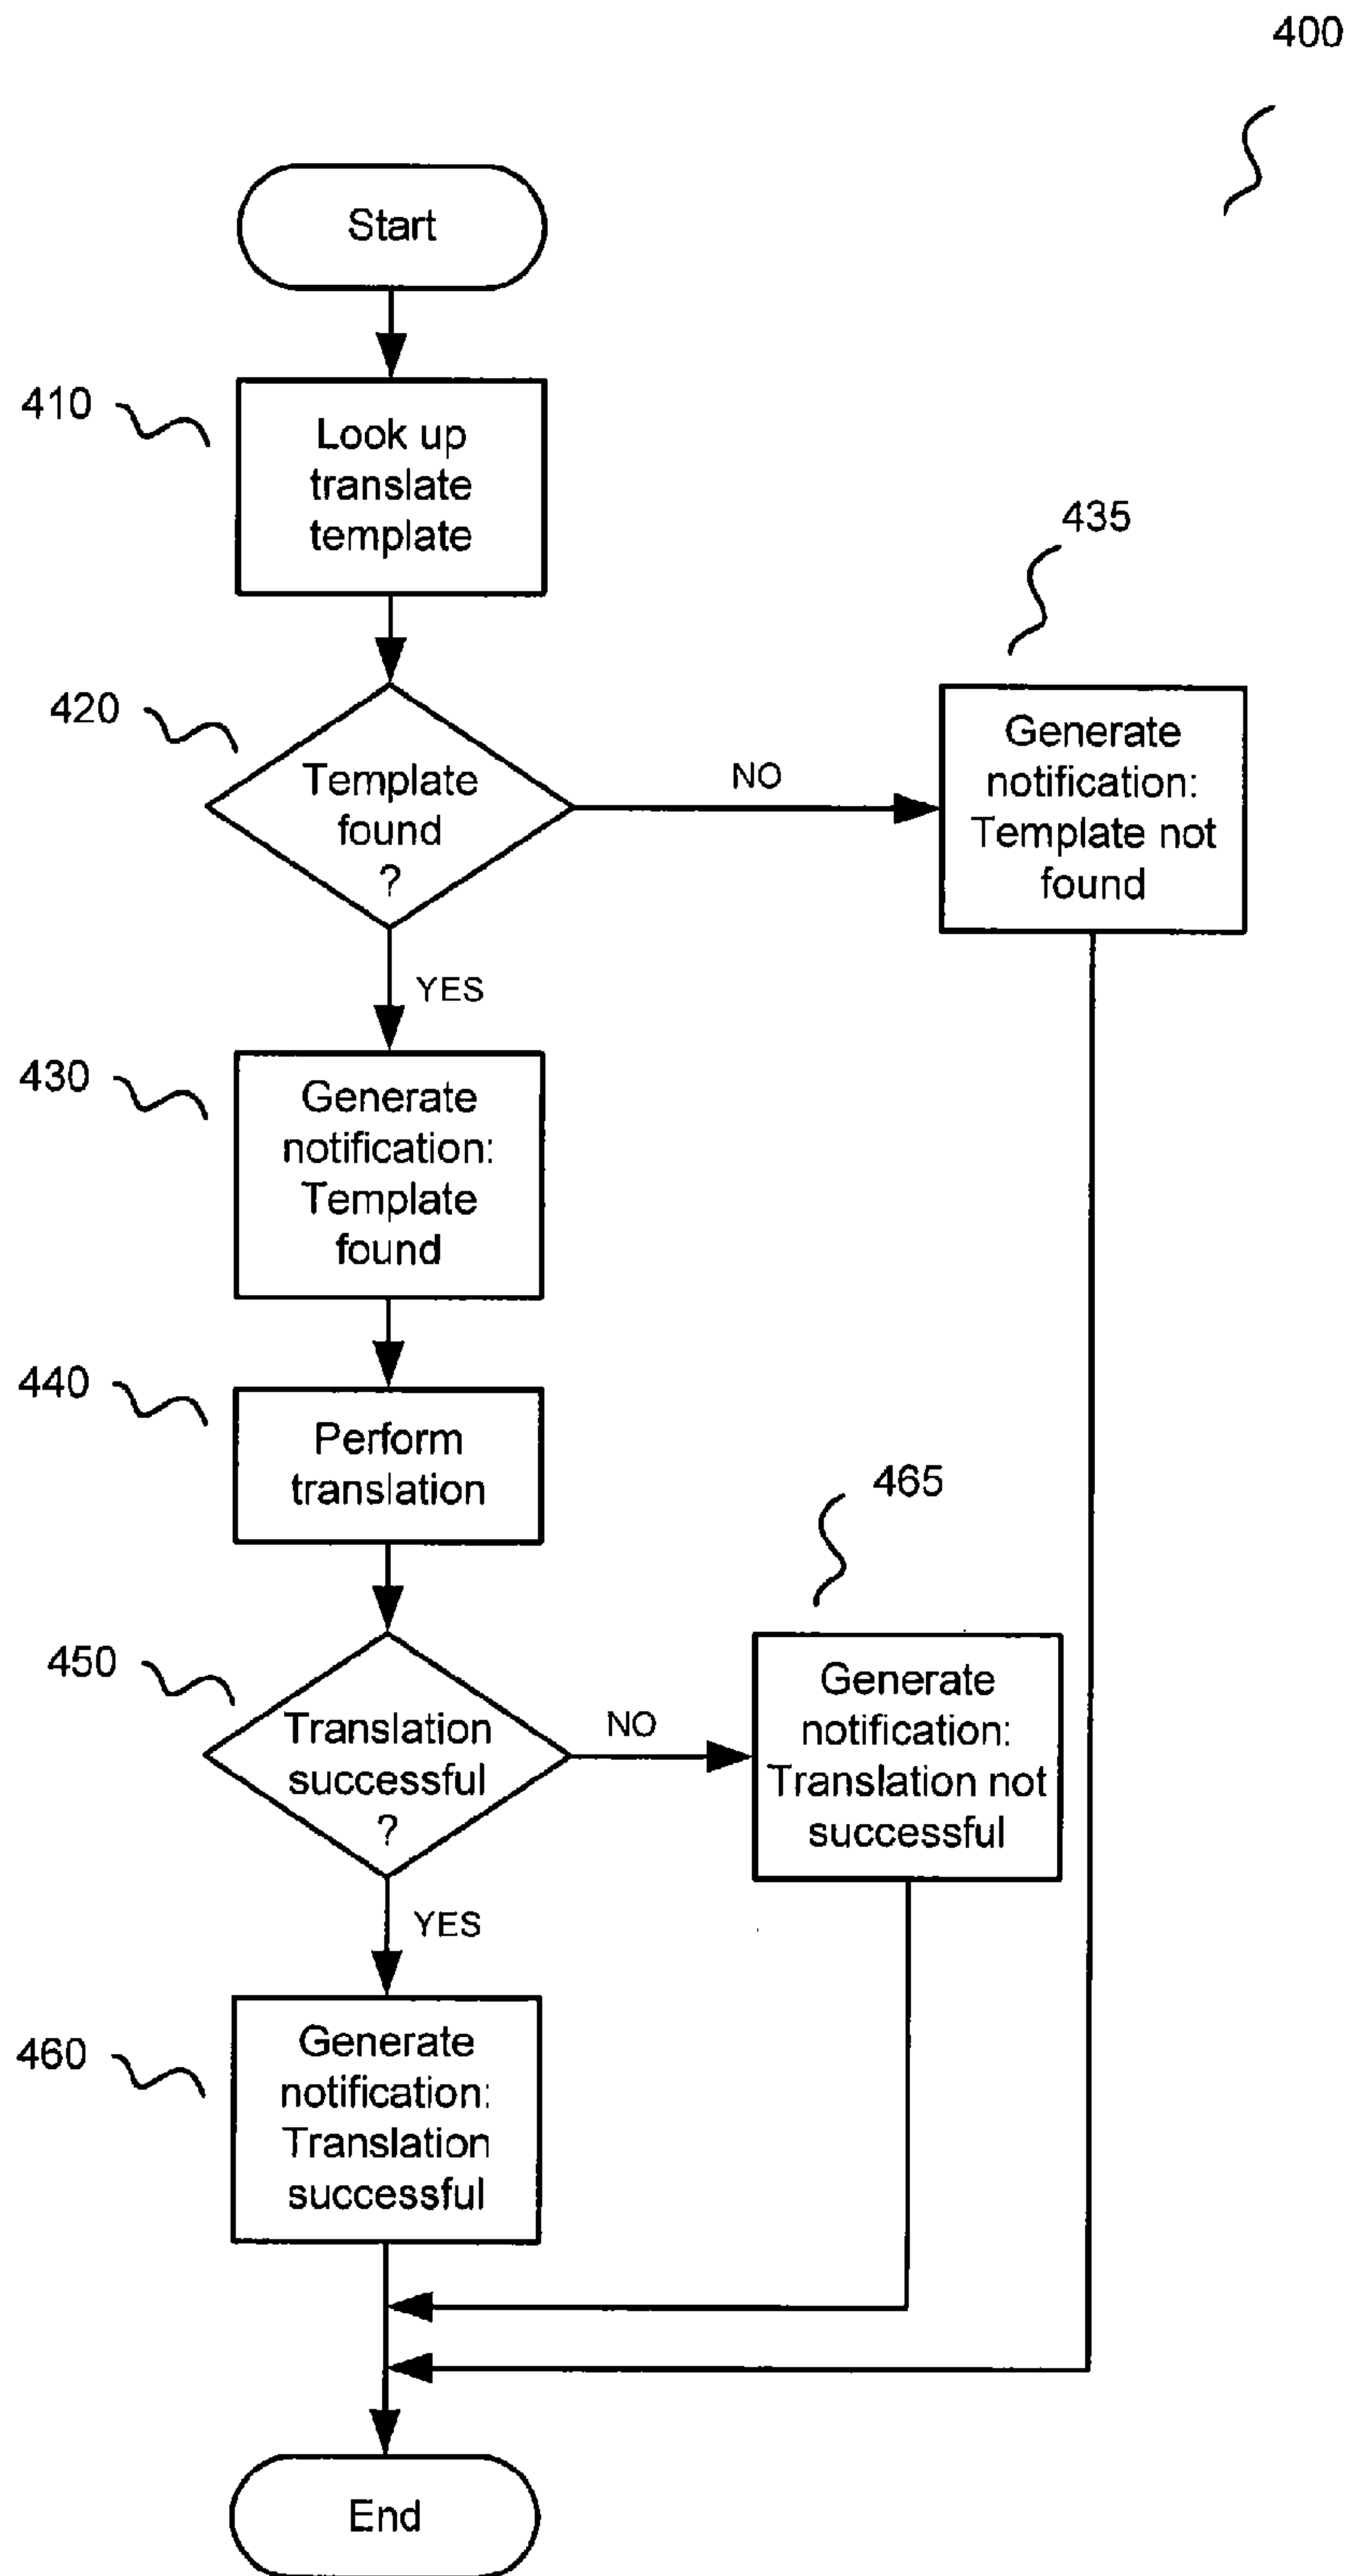 400
Start
410
Look up
translate
template
435
420
Template
found
?
NO
Generate
notification:
Template not
found
YES
430
Generate
notification:
Template
found
440
Perform
translation
465
450
Translation
successful
?
NO
Generate
notification:
Translation not
successful
YES
460
Generate
notification:
Translation
successful
End